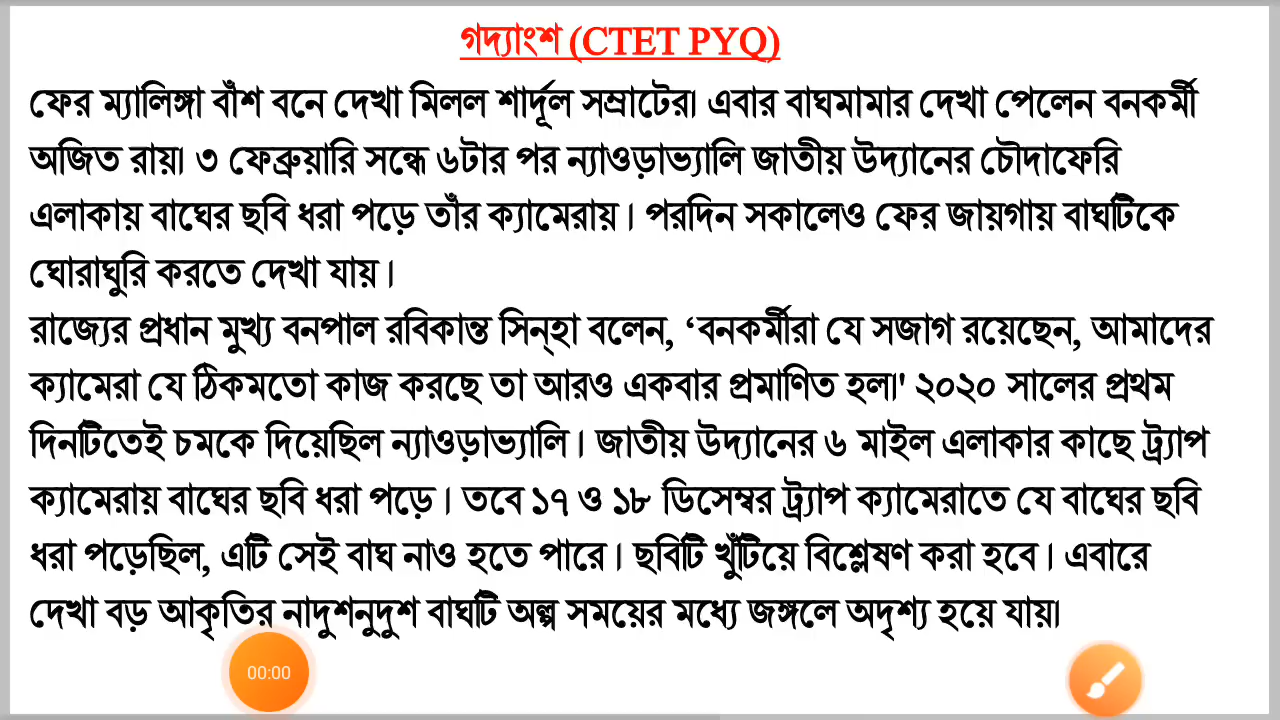 গদ্যাংশ (CTET PYQ)
ফের ম্যালিঙ্গা বাঁশ বনে দেখা মিলল শার্দূল সম্রাটের৷ এবার বাঘমামার দেখা পেলেন বনকর্মী
অজিত রায়৷ ৩ ফেব্রুয়ারি সন্ধে ৬টার পর ন্যাওড়াভ্যালি জাতীয় উদ্যানের চৌদাফেরি
এলাকায় বাঘের ছবি ধরা পড়ে তাঁর ক্যামেরায়। পরদিন সকালেও ফের জায়গায় বাঘটিকে
ঘোরাঘুরি করতে দেখা যায়।
রাজ্যের প্রধান মুখ্য বনপাল রবিকান্ত সিন্‌হা বলেন, ‘বনকর্মীরা যে সজাগ রয়েছেন, আমাদের
ক্যামেরা যে ঠিকমতো কাজ করছে তা আরও একবার প্রমাণিত হল৷' ২০২০ সালের প্রথম
দিনটিতেই চমকে দিয়েছিল ন্যাওড়াভ্যালি। জাতীয় উদ্যানের ৬ মাইল এলাকার কাছে ট্র্যাপ
ক্যামেরায় বাঘের ছবি ধরা পড়ে। তবে ১৭ ও ১৮ ডিসেম্বর ট্র্যাপ ক্যামেরাতে যে বাঘের ছবি
ধরা পড়েছিল, এটি সেই বাঘ নাও হতে পারে। ছবিটি খুঁটিয়ে বিশ্লেষণ করা হবে। এবারে
দেখা বড় আকৃতির নাদুশনুদুশ বাঘটি অল্প সময়ের মধ্যে জঙ্গলে অদৃশ্য হয়ে যায়৷
00:00